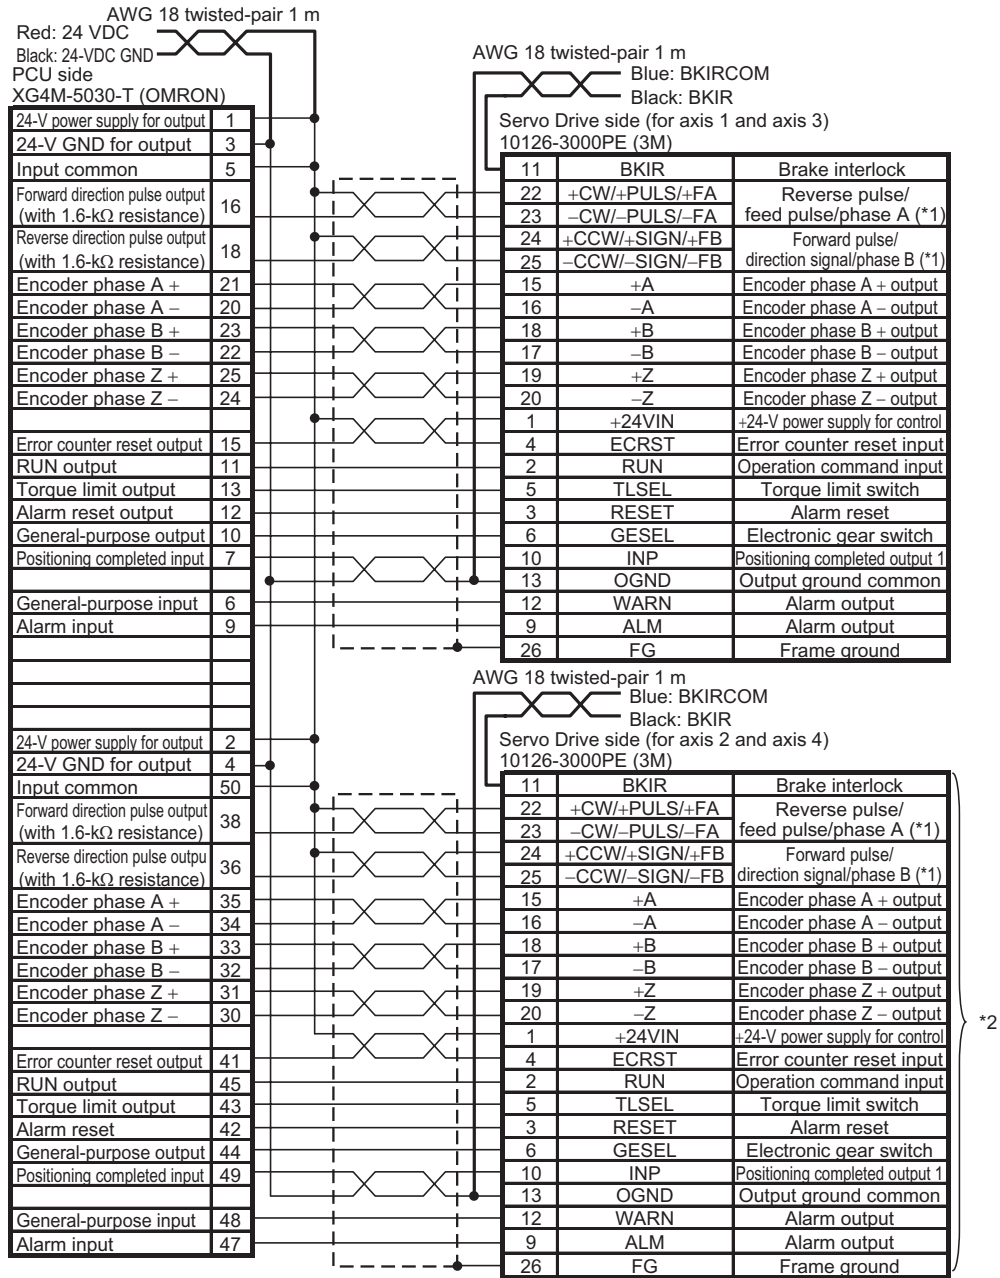 AWG 18 twisted-pair 1 m
Red: 24 VDC
Black: 24-VDC GND
PCU side
XG4M-5030-T (OMRON)
24-V power supply for output 1
24-V GND for output 3
Input common 5
Forward direction pulse output
(with 1.6-kΩ resistance) 16
Reverse direction pulse output
(with 1.6-kΩ resistance) 18
Encoder phase A + 21
Encoder phase A − 20
Encoder phase B + 23
Encoder phase B − 22
Encoder phase Z + 25
Encoder phase Z − 24
Error counter reset output 15
RUN output 11
Torque limit output 13
Alarm reset output 12
General-purpose output 10
Positioning completed input 7
General-purpose input 6
Alarm input 9
24-V power supply for output 2
24-V GND for output 4
Input common 50
Forward direction pulse output
(with 1.6-kΩ resistance) 38
Reverse direction pulse outpu
(with 1.6-kΩ resistance) 36
Encoder phase A + 35
Encoder phase A − 34
Encoder phase B + 33
Encoder phase B − 32
Encoder phase Z + 31
Encoder phase Z − 30
Error counter reset output 41
RUN output 45
Torque limit output 43
Alarm reset 42
General-purpose output 44
Positioning completed input 49
General-purpose input 48
Alarm input 47
AWG 18 twisted-pair 1 m
Blue: BKIRCOM
Black: BKIR
Servo Drive side (for axis 1 and axis 3)
10126-3000PE (3M)
11 BKIR Brake interlock
22 +CW/+PULS/+FA Reverse pulse/
23 −CW/−PULS/−FA feed pulse/phase A (*1)
24 +CCW/+SIGN/+FB Forward pulse/
25 −CCW/−SIGN/−FB direction signal/phase B (*1)
15 +A Encoder phase A + output
16 −A Encoder phase A − output
18 +B Encoder phase B + output
17 −B Encoder phase B − output
19 +Z Encoder phase Z + output
20 −Z Encoder phase Z − output
1 +24VIN +24-V power supply for control
4 ECRST Error counter reset input
2 RUN Operation command input
5 TLSEL Torque limit switch
3 RESET Alarm reset
6 GESEL Electronic gear switch
10 INP Positioning completed output 1
13 OGND Output ground common
12 WARN Alarm output
9 ALM Alarm output
26 FG Frame ground
AWG 18 twisted-pair 1 m
Blue: BKIRCOM
Black: BKIR
Servo Drive side (for axis 2 and axis 4)
10126-3000PE (3M)
11 BKIR Brake interlock
22 +CW/+PULS/+FA Reverse pulse/
23 −CW/−PULS/−FA feed pulse/phase A (*1)
24 +CCW/+SIGN/+FB Forward pulse/
25 −CCW/−SIGN/−FB direction signal/phase B (*1)
15 +A Encoder phase A + output
16 −A Encoder phase A − output
18 +B Encoder phase B + output
17 −B Encoder phase B − output
19 +Z Encoder phase Z + output
20 −Z Encoder phase Z − output
1 +24VIN +24-V power supply for control
4 ECRST Error counter reset input
2 RUN Operation command input
5 TLSEL Torque limit switch
3 RESET Alarm reset
6 GESEL Electronic gear switch
10 INP Positioning completed output 1
13 OGND Output ground common
12 WARN Alarm output
9 ALM Alarm output
26 FG Frame ground
*2